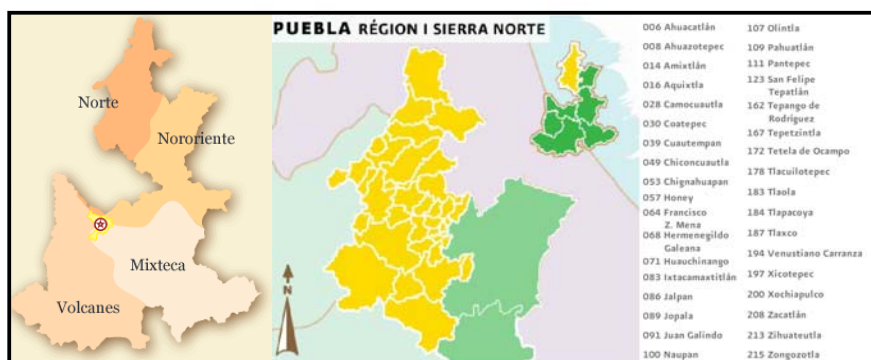 Norte
Nororiente
Mixteca
Volcanes
PUEBLA RÉGION I SIERRA NORTE
N
006 Ahuacatlán
008 Ahuazotepec
014 Amixtlán
016 Aquixtla
028 Camocuautla
030 Coatepec
039 Cuautempan
049 Chiconcuautla
053 Chignahuapan
057 Honey
064 Francisco
Z. Mena
068 Hermenegildo
Galeana
071 Huauchinango
083 Ixtacamaxtitlán
086 Jalpan
089 Jopala
091 Juan Galindo
100 Naupan
107 Olintla
109 Pahuatlán
111 Pantepec
123 San Felipe
Tepatlán
162 Tepango de
Rodríguez
167 Tepetzintla
172 Tetela de Ocampo
178 Tlacuilotepec
183 Tlaola
184 Tlapacoya
187 Tlaxco
194 Venustiano Carranza
197 Xicotepec
200 Xochiapulco
208 Zacatlán
213 Zihuateutla
215 Zongozotla